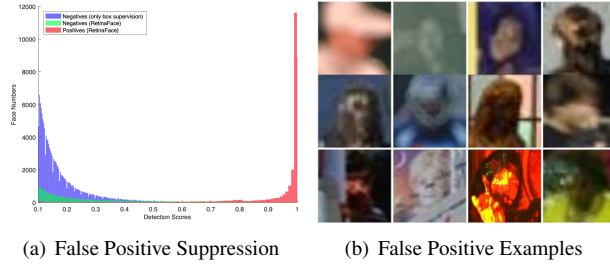 Negatives (only box supervision)
Negatives (RetinaFace)
Positives (RetinaFace)
Face Numbers
12000
10000
8000
6000
4000
2000
0
0.1 0.2 0.3 0.4 0.5 0.6 0.7 0.8 0.9 1
Detection Scores
(a) False Positive Suppression
(b) False Positive Examples